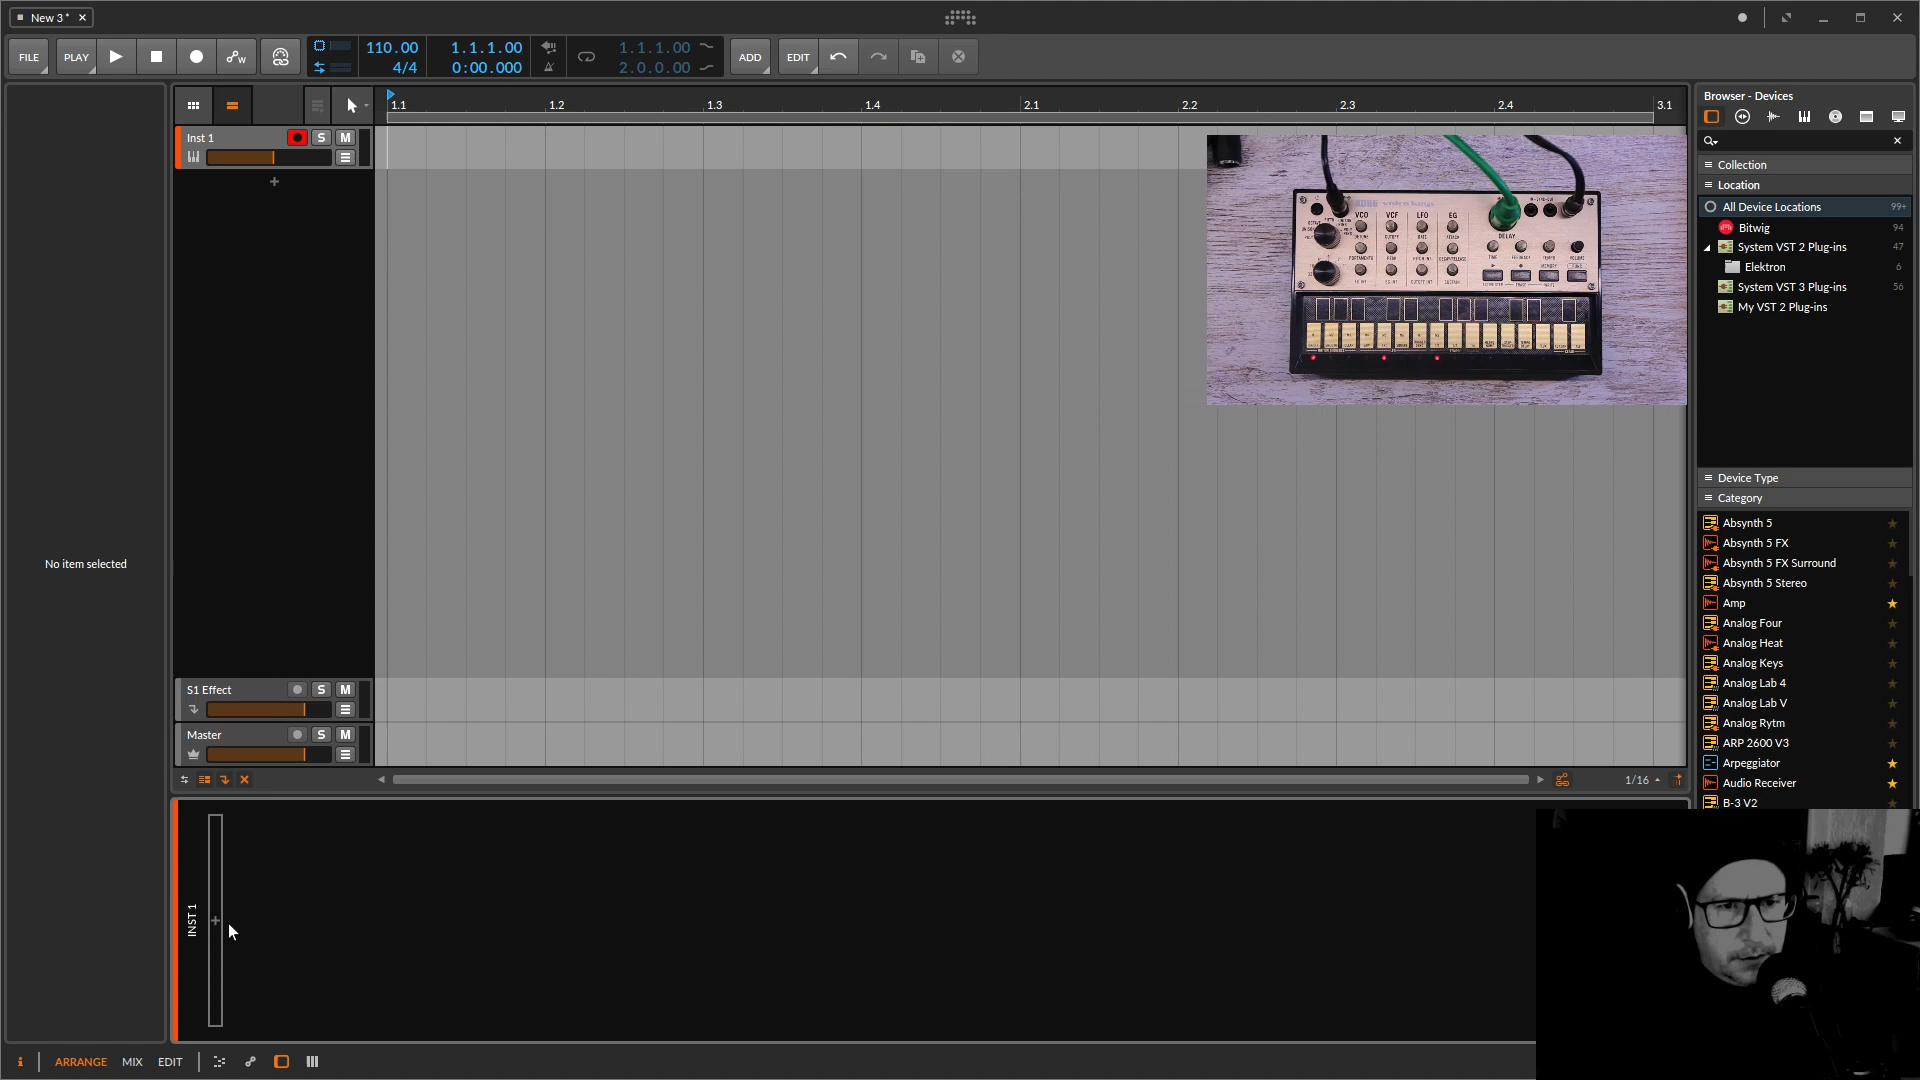 New 3 *
FILE
PLAY
110.00
4/4
1.1.1.00
0:00.000
1.1.1.00
2.0.0.00
ADD
EDIT
1.1
1.2
1.3
1.4
2.1
2.2
2.3
2.4
3.1
Inst 1
S
M
S1 Effect
S
M
Master
S
M
1/16
No item selected
INST 1
ARRANGE
MIX
EDIT
Browser - Devices
Collection
Location
All Device Locations 99+
Bitwig 94
System VST 2 Plug-ins 47
Elektron 6
System VST 3 Plug-ins 56
My VST 2 Plug-ins
Device Type
Category
Absynth 5
Absynth 5 FX
Absynth 5 FX Surround
Absynth 5 Stereo
Amp
Analog Four
Analog Heat
Analog Keys
Analog Lab 4
Analog Lab V
Analog Rytm
ARP 2600 V3
Arpeggiator
Audio Receiver
B-3 V2
KORG
VCO
VCF
LFO
EG
DELAY